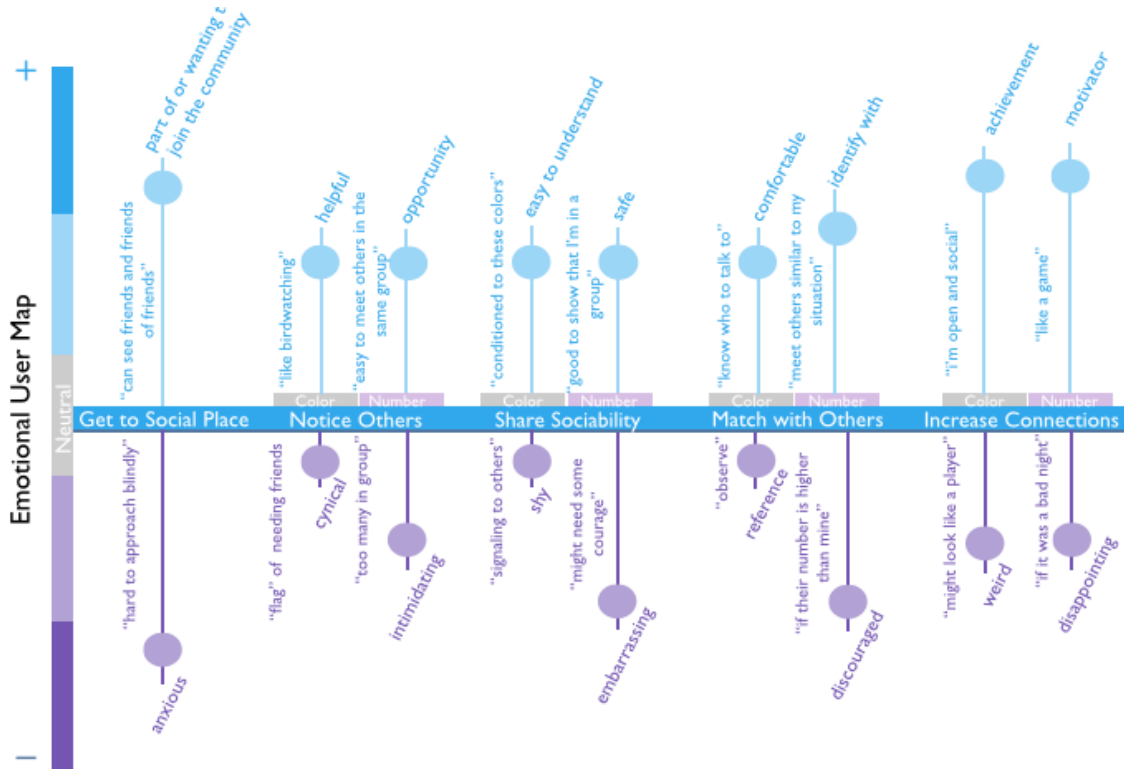 Emotional User Map
+
Neutral
–
part of or wanting t
join the community
"can see friends and friends
of friends"
helpful
"like birdwatching"
opportunity
"easy to meet others in the
same group"
easy to understand
"conditioned to these colors"
safe
"good to show that I'm in a
group"
comfortable
"know who to talk to"
identify with
"meet others similar to my
situation"
achievement
"i'm open and social"
motivator
"like a game"
Color
Number
Color
Number
Color
Number
Color
Number
Get to Social Place
Notice Others
Share Sociability
Match with Others
Increase Connections
"hard to approach blindly"
anxious
"flag" of needing friends
cynical
"too many in group"
intimidating
"signaling to others"
shy
"might need some
courage"
embarrassing
"observe"
reference
"if their number is higher
than mine"
discouraged
"might look like a player"
weird
"if it was a bad night"
disappointing